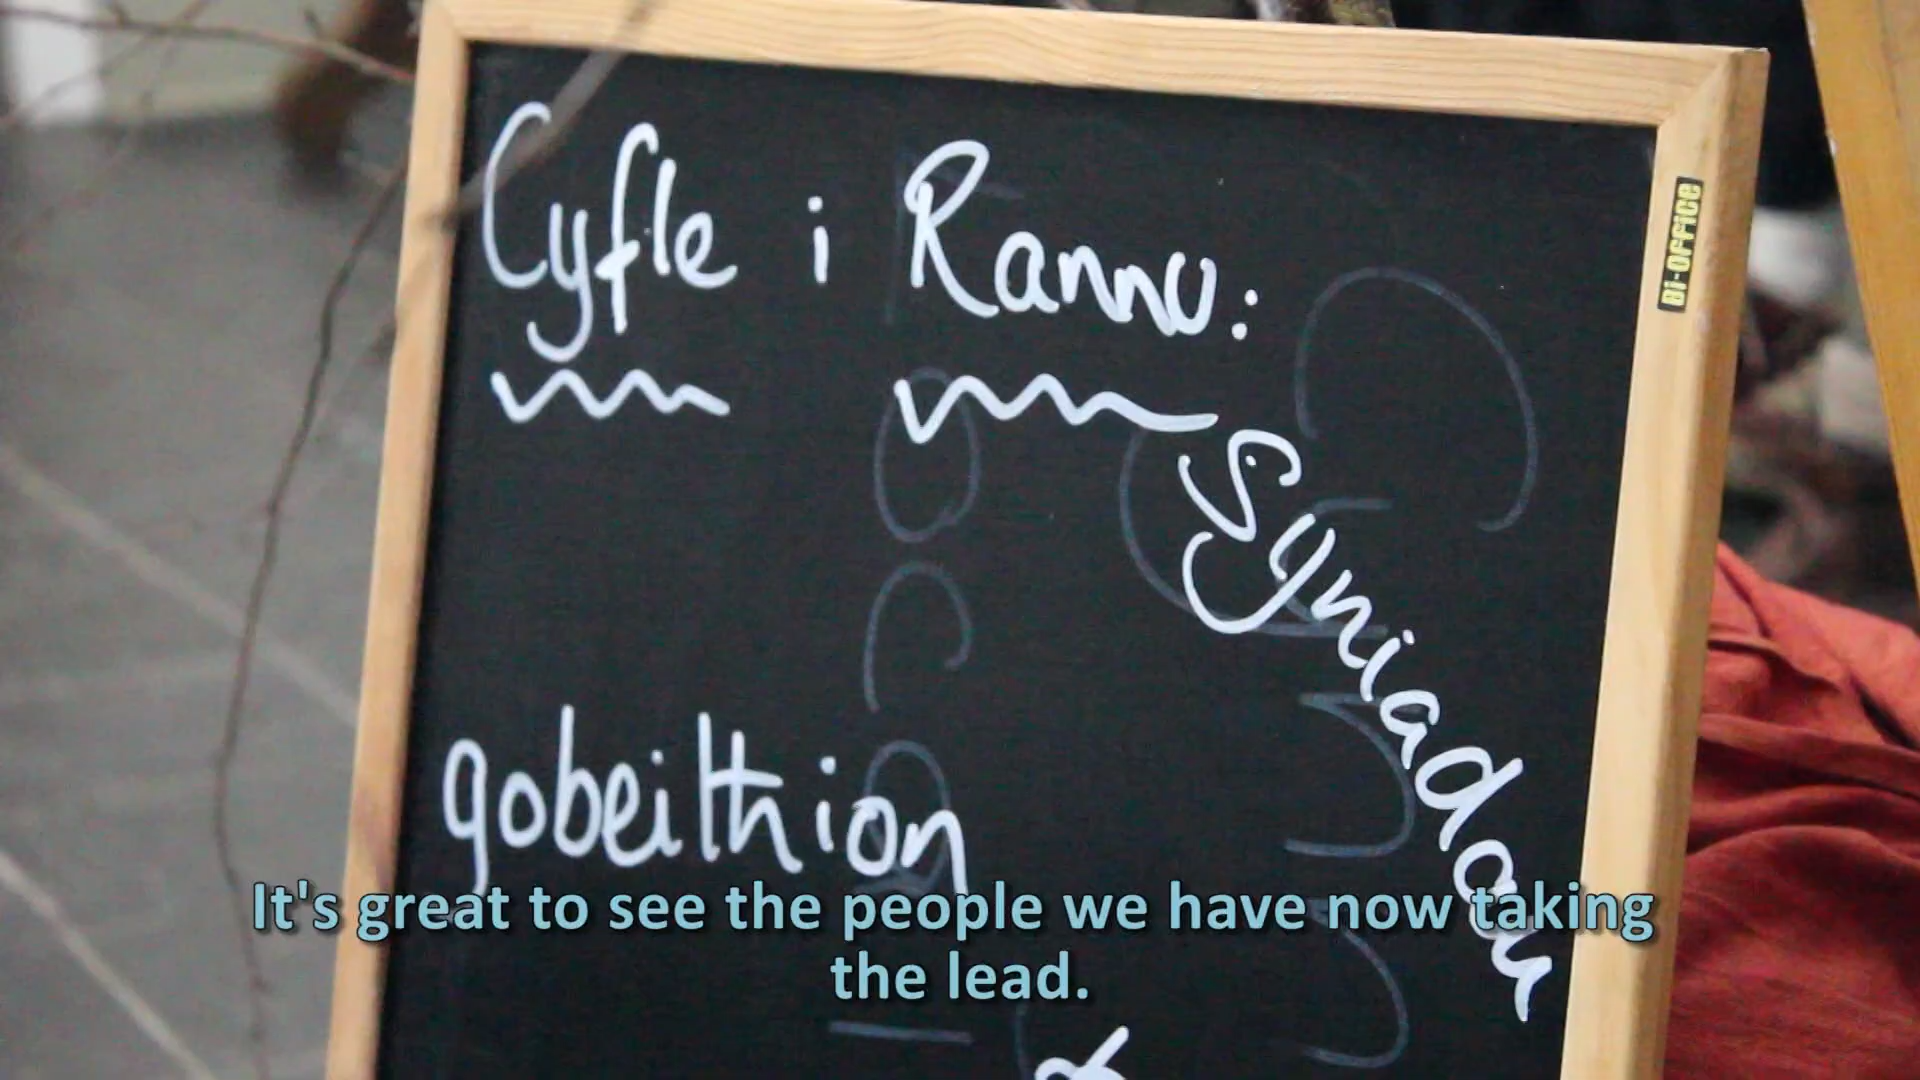 Cyfle i Rannu:
Syniadau
gobeithion
It's great to see the people we have now taking
the lead.
Bi-Office